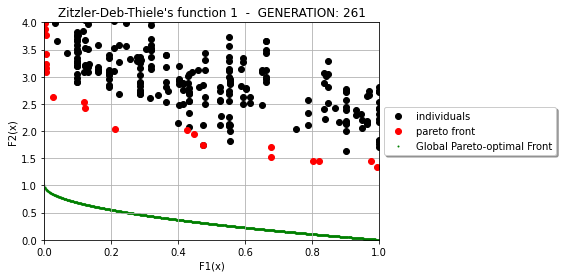 Zitzler-Deb-Thiele's function 1 - GENERATION: 261
4.0
3.5
3.0
2.5
2.0
1.5
1.0
0.5
0.0
F2(x)
0.0 0.2 0.4 0.6 0.8 1.0
F1(x)
individuals
pareto front
Global Pareto-optimal Front